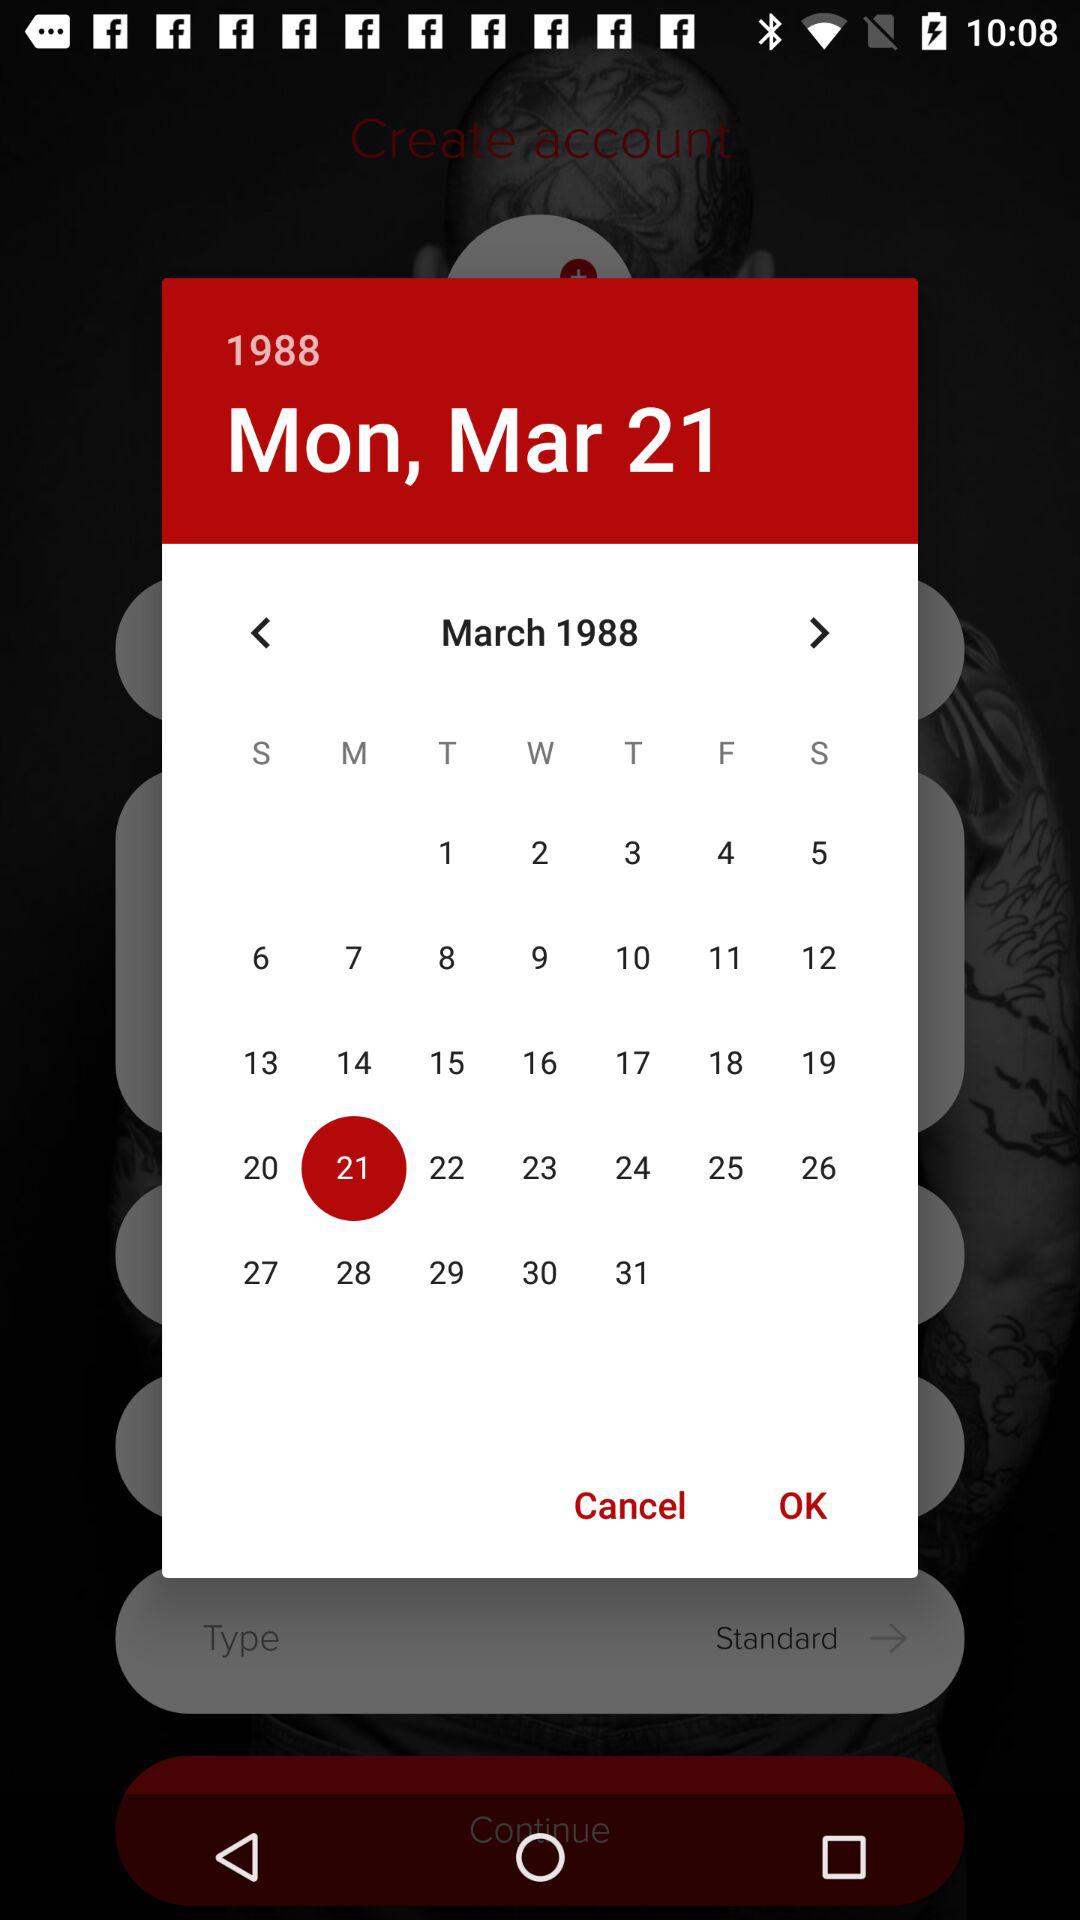 10:08
Create account
1988
Mon, Mar 21
March 1988
S M T W T F S
1 2 3 4 5
6 7 8 9 10 11 12
13 14 15 16 17 18 19
20 21 22 23 24 25 26
27 28 29 30 31
Cancel OK
Type Standard
Continue